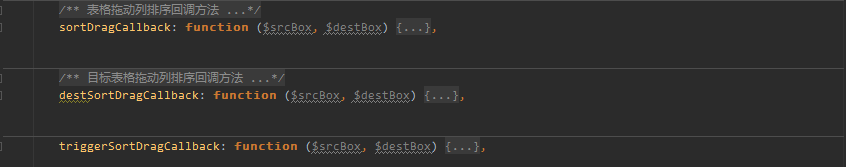 /** 表格拖动列排序回调方法 ...*/
sortDragCallback: function ($srcBox, $destBox) {...},
/** 目标表格拖动列排序回调方法 ...*/
destSortDragCallback: function ($srcBox, $destBox) {...},
triggerSortDragCallback: function ($srcBox, $destBox) {...},